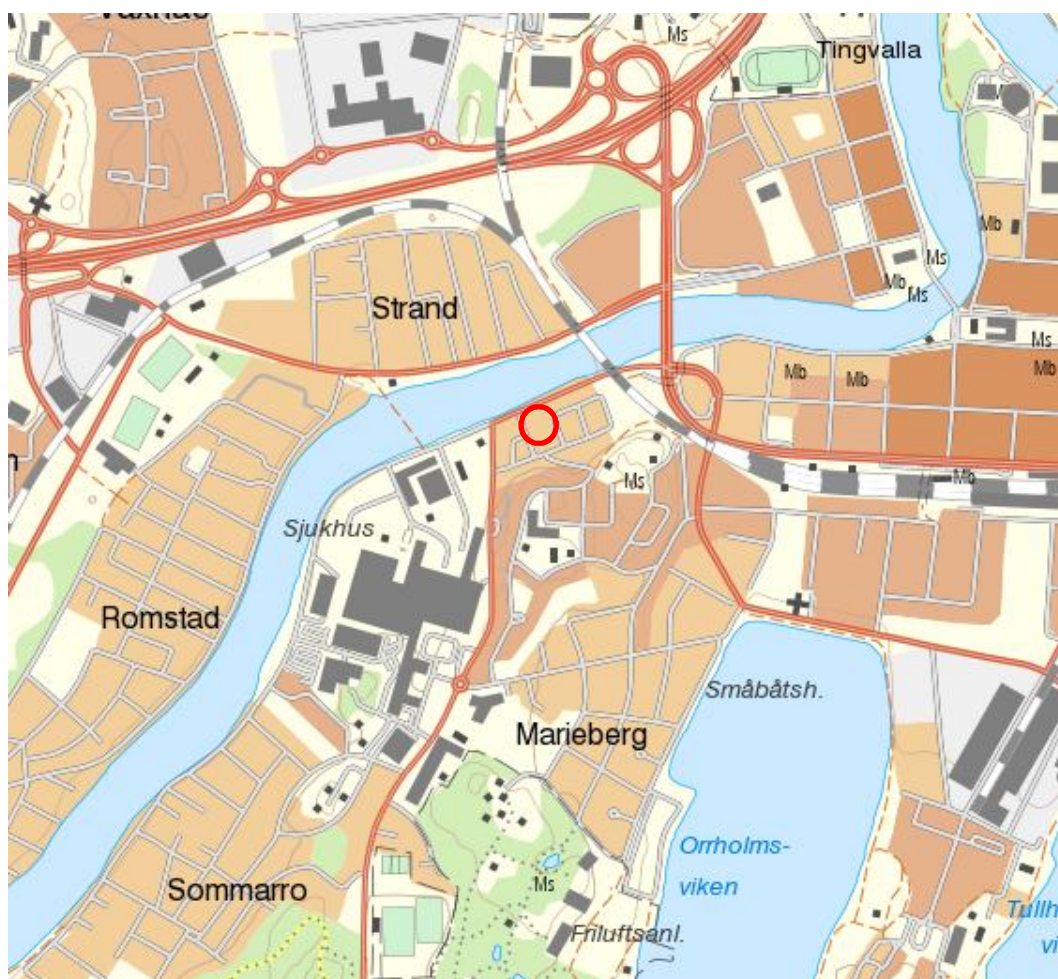 Ms
Tingvalla
Mb
Ms
Mb
Ms
Strand
Ms
Mb
Mb
Mb
Ms
Mb
Sjukhus
Romstad
Småbåtsh.
Marieberg
Orrholms-
viken
Sommarro
Ms
Friluftsanl.